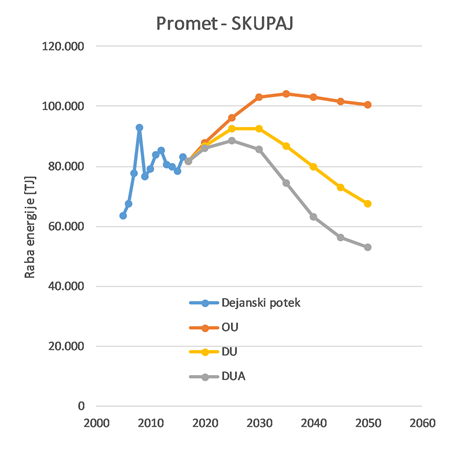 Promet - SKUPAJ
120.000
100.000
80.000
60.000
40.000
20.000
0
Raba energije [TJ]
Dejanski potek
OU
DU
DUA
2000 2010 2020 2030 2040 2050 2060